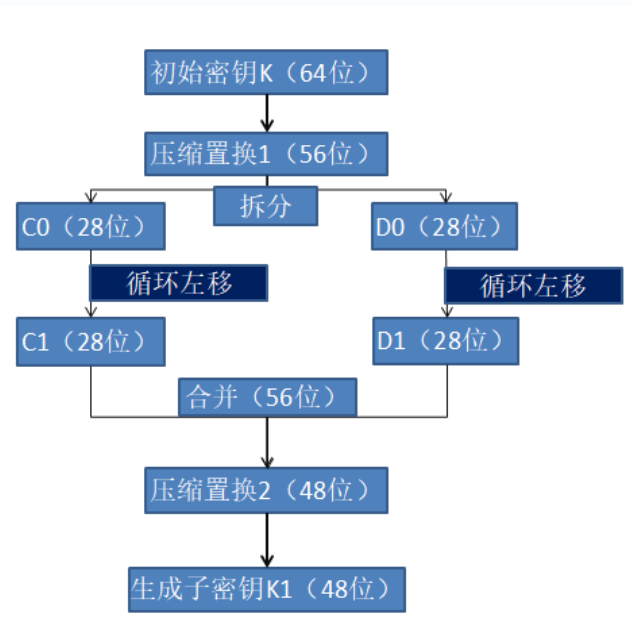 初始密钥K（64位）
压缩置换1（56位）
拆分
C0（28位）
D0（28位）
循环左移
循环左移
C1（28位）
D1（28位）
合并（56位）
压缩置换2（48位）
生成子密钥K1（48位）